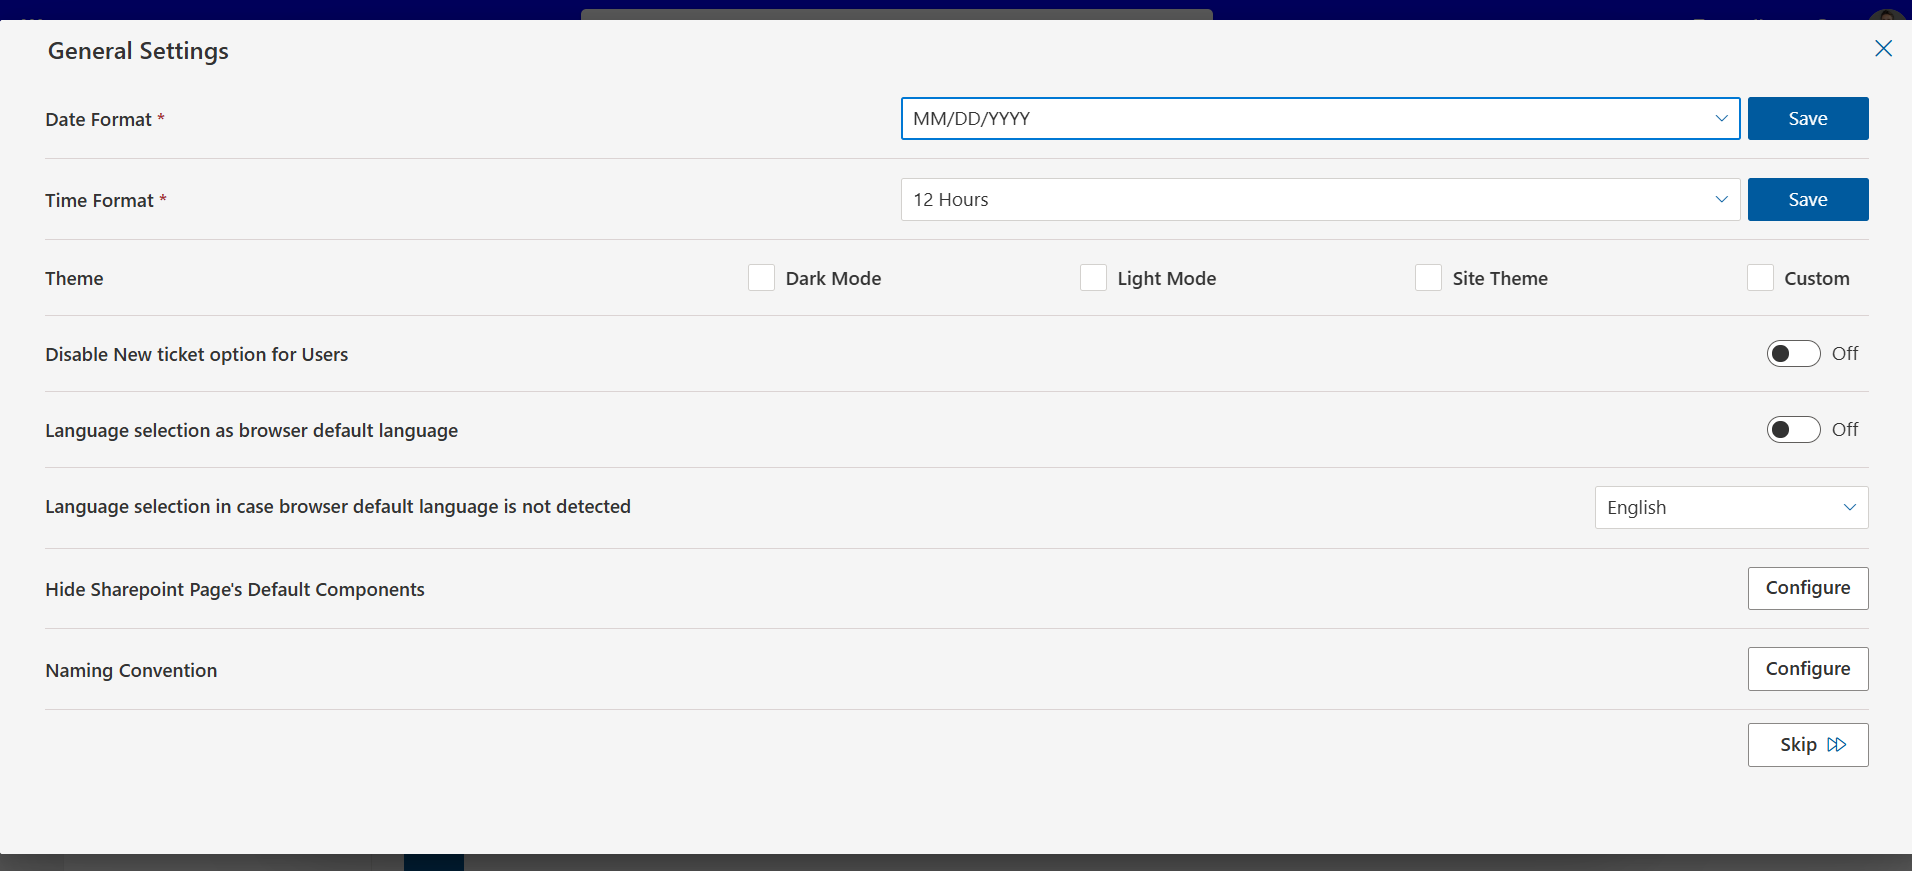 General Settings
Date Format *
MM/DD/YYYY
Save
Time Format *
12 Hours
Save
Theme
Dark Mode
Light Mode
Site Theme
Custom
Disable New ticket option for Users
Off
Language selection as browser default language
Off
Language selection in case browser default language is not detected
English
Hide Sharepoint Page's Default Components
Configure
Naming Convention
Configure
Skip